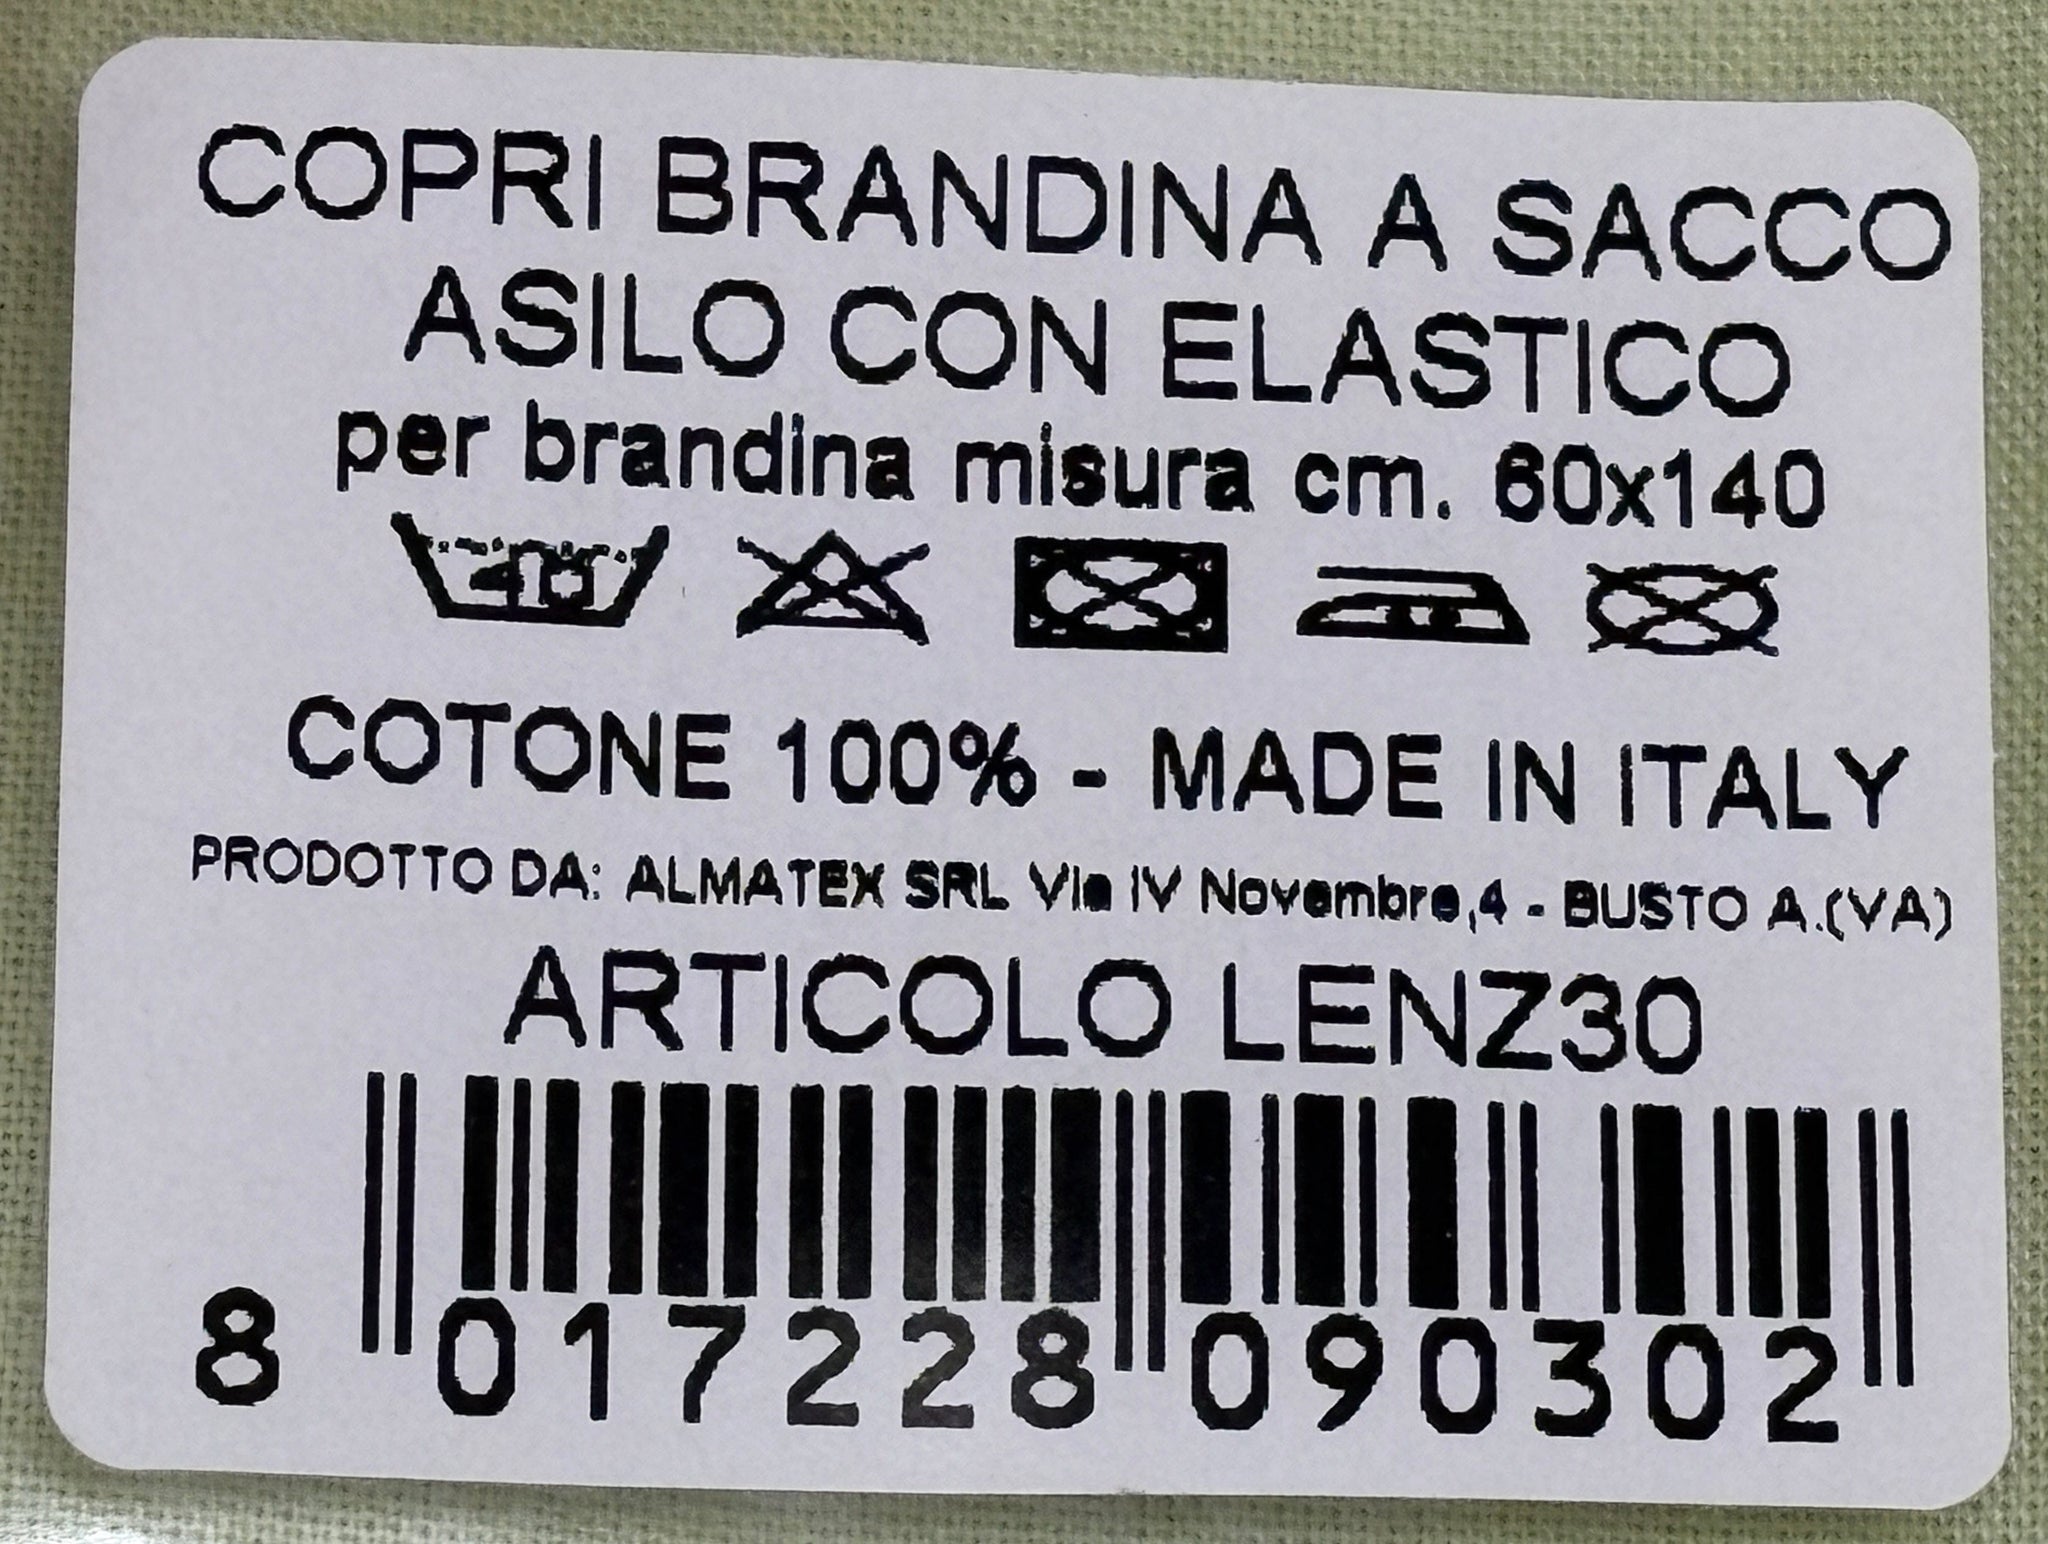 COPRI BRANDINA A SACCO
ASILO CON ELASTICO
per brandina misura cm. 60x140
40
COTONE 100% - MADE IN ITALY
PRODOTTO DA: ALMATEX SRL Via IV Novembre,4 - BUSTO A.(VA)
ARTICOLO LENZ30
8 017228 090302